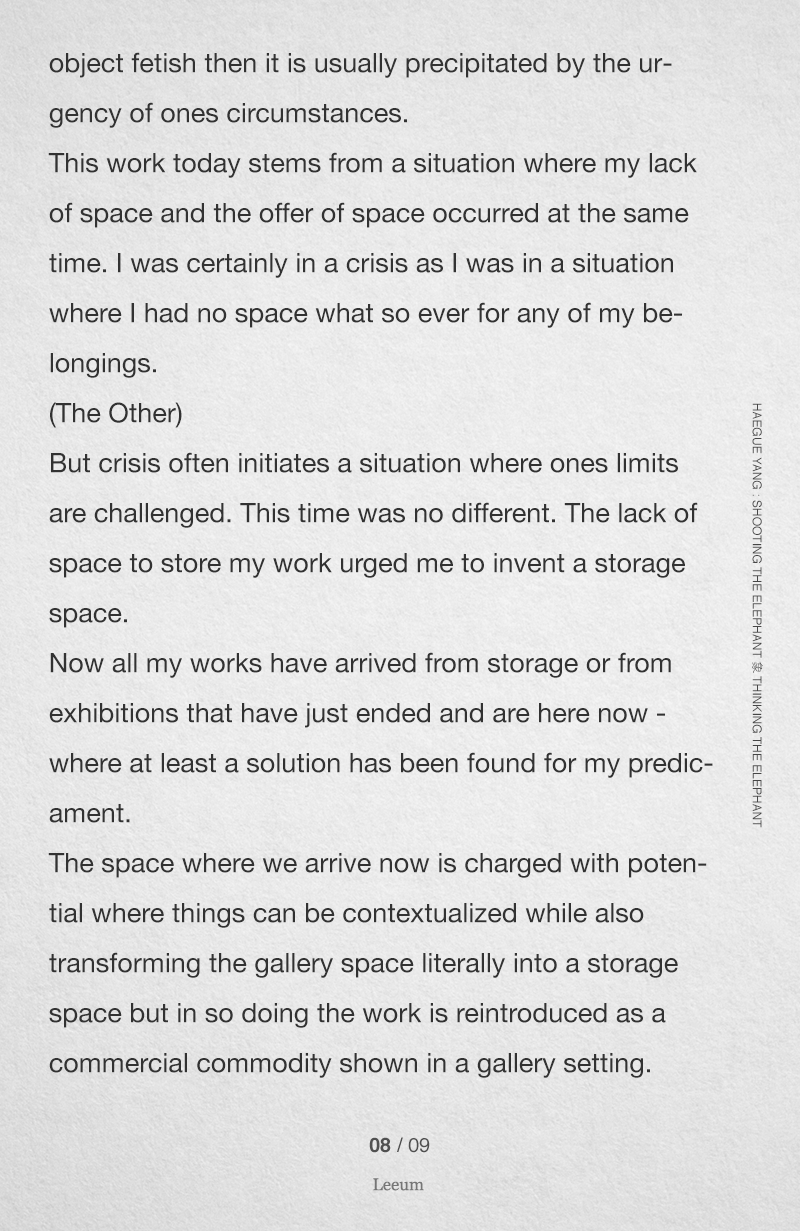 object fetish then it is usually precipitated by the ur-
gency of ones circumstances.
This work today stems from a situation where my lack
of space and the offer of space occurred at the same
time. I was certainly in a crisis as I was in a situation
where I had no space what so ever for any of my be-
longings.
(The Other)
But crisis often initiates a situation where ones limits
are challenged. This time was no different. The lack of
space to store my work urged me to invent a storage
space.
Now all my works have arrived from storage or from
exhibitions that have just ended and are here now -
where at least a solution has been found for my predic-
ament.
The space where we arrive now is charged with poten-
tial where things can be contextualized while also
transforming the gallery space literally into a storage
space but in so doing the work is reintroduced as a
commercial commodity shown in a gallery setting.
HAEGUE YANG : SHOOTING THE ELEPHANT 象 THINKING THE ELEPHANT
08 / 09
Leeum